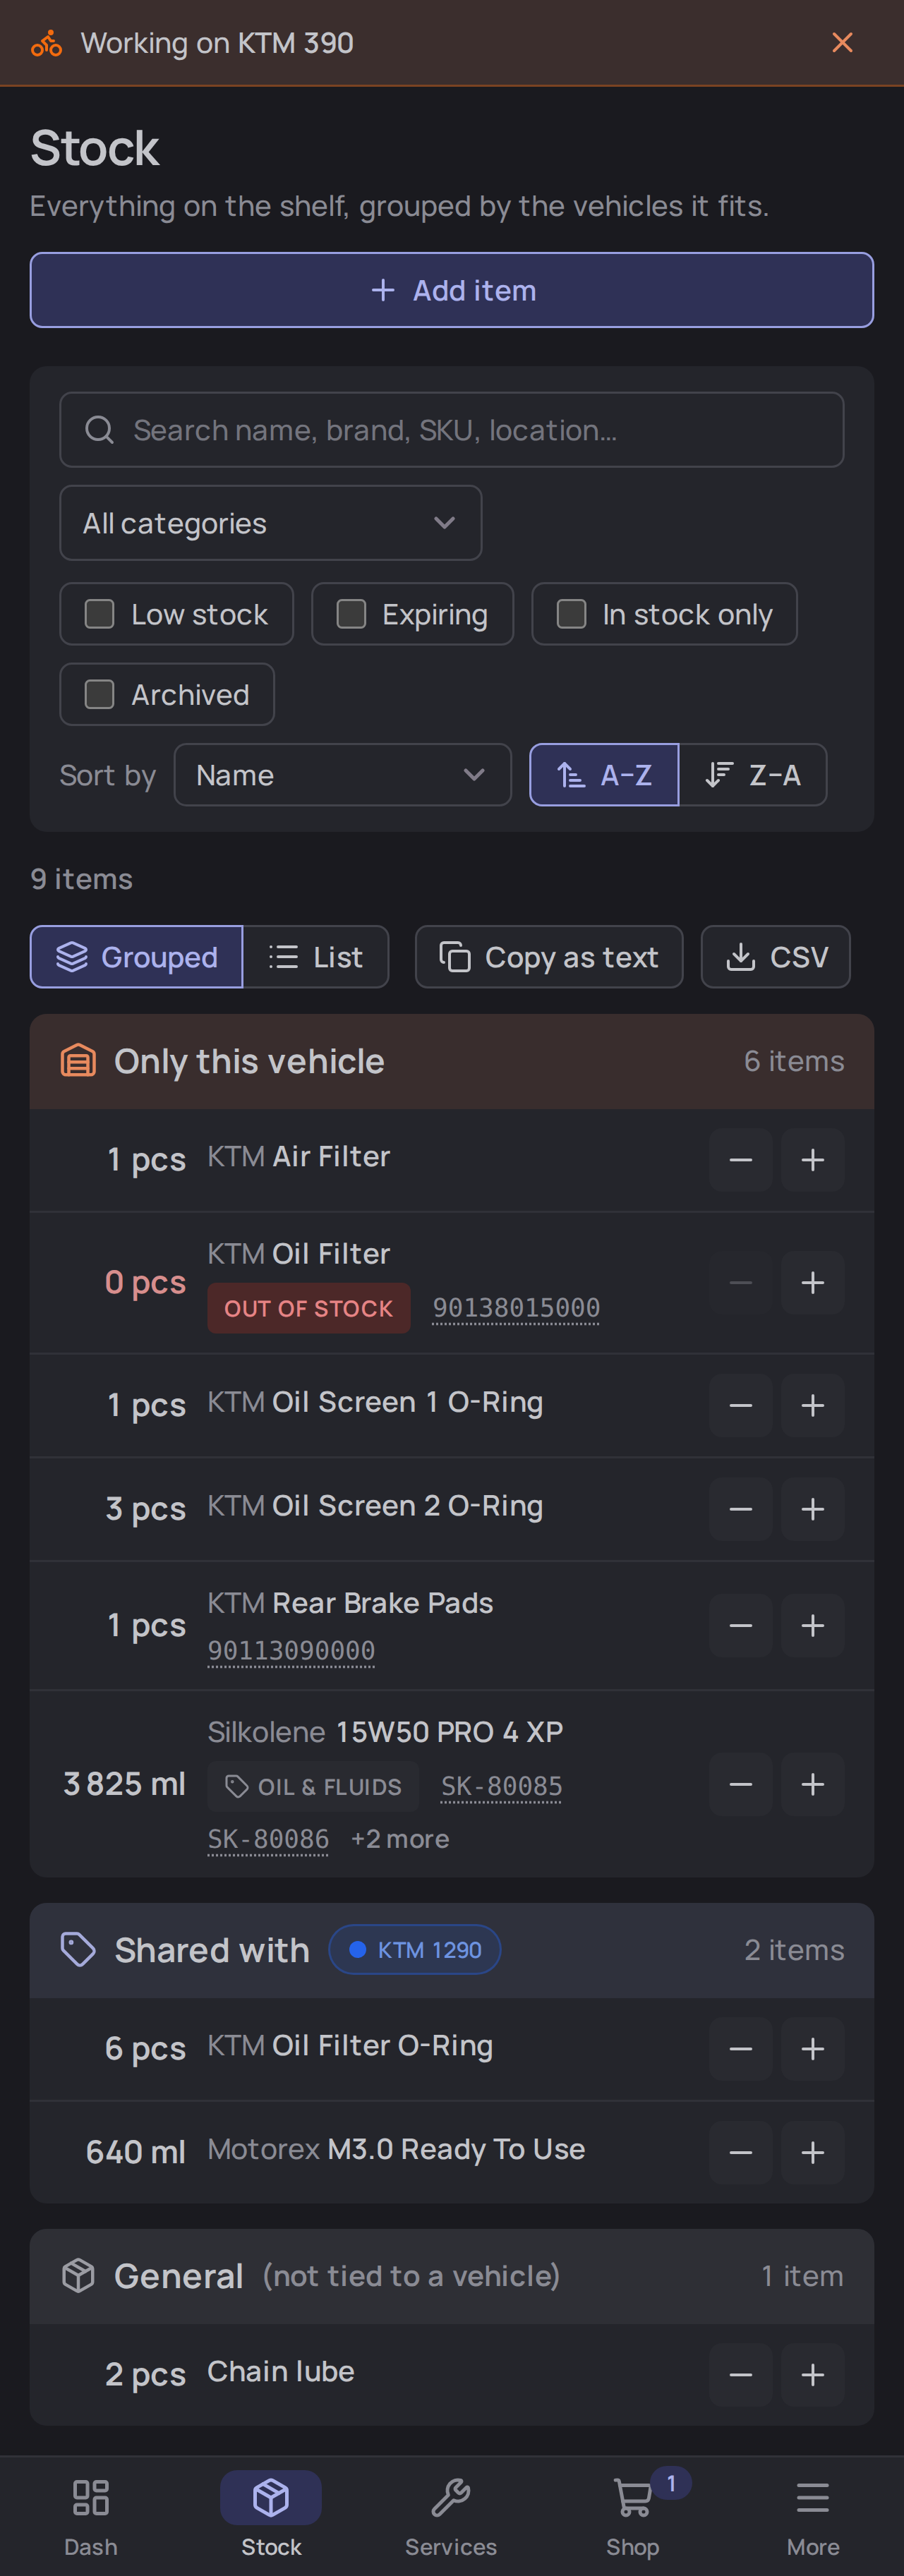 Working on KTM 390
Stock
Everything on the shelf, grouped by the vehicles it fits.
Add item
Search name, brand, SKU, location…
All categories
Low stock
Expiring
In stock only
Archived
Sort by
Name
A–Z
Z–A
9 items
Grouped
List
Copy as text
CSV
Only this vehicle
6 items
1 pcs
KTM Air Filter
0 pcs
KTM Oil Filter
OUT OF STOCK
90138015000
1 pcs
KTM Oil Screen 1 O-Ring
3 pcs
KTM Oil Screen 2 O-Ring
1 pcs
KTM Rear Brake Pads
90113090000
3 825 ml
Silkolene 15W50 PRO 4 XP
OIL & FLUIDS
SK-80085
SK-80086
+2 more
Shared with
KTM 1290
2 items
6 pcs
KTM Oil Filter O-Ring
640 ml
Motorex M3.0 Ready To Use
General (not tied to a vehicle)
1 item
2 pcs
Chain lube
Dash
Stock
Services
1
Shop
More